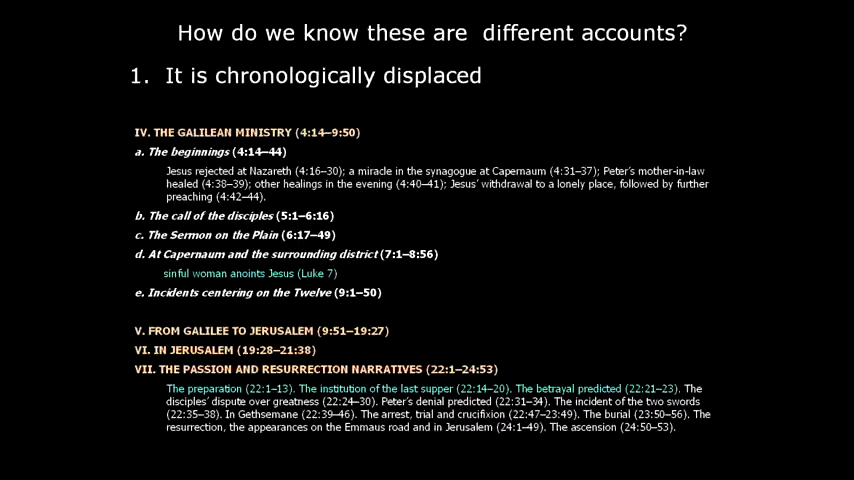 How do we know these are  different accounts?
1.  It is chronologically displaced
IV. THE GALILEAN MINISTRY (4:14–9:50)
a. The beginnings (4:14–44)
Jesus rejected at Nazareth (4:16–30); a miracle in the synagogue at Capernaum (4:31–37); Peter’s mother-in-law
healed (4:38–39); other healings in the evening (4:40–41); Jesus’ withdrawal to a lonely place, followed by further
preaching (4:42–44).
b. The call of the disciples (5:1–6:16)
c. The Sermon on the Plain (6:17–49)
d. At Capernaum and the surrounding district (7:1–8:56)
sinful woman anoints Jesus (Luke 7)
e. Incidents centering on the Twelve (9:1–50)
V. FROM GALILEE TO JERUSALEM (9:51–19:27)
VI. IN JERUSALEM (19:28–21:38)
VII. THE PASSION AND RESURRECTION NARRATIVES (22:1–24:53)
The preparation (22:1–13). The institution of the last supper (22:14–20). The betrayal predicted (22:21–23). The
disciples’ dispute over greatness (22:24–30). Peter’s denial predicted (22:31–34). The incident of the two swords
(22:35–38). In Gethsemane (22:39–46). The arrest, trial and crucifixion (22:47–23:49). The burial (23:50–56). The
resurrection, the appearances on the Emmaus road and in Jerusalem (24:1–49). The ascension (24:50–53).